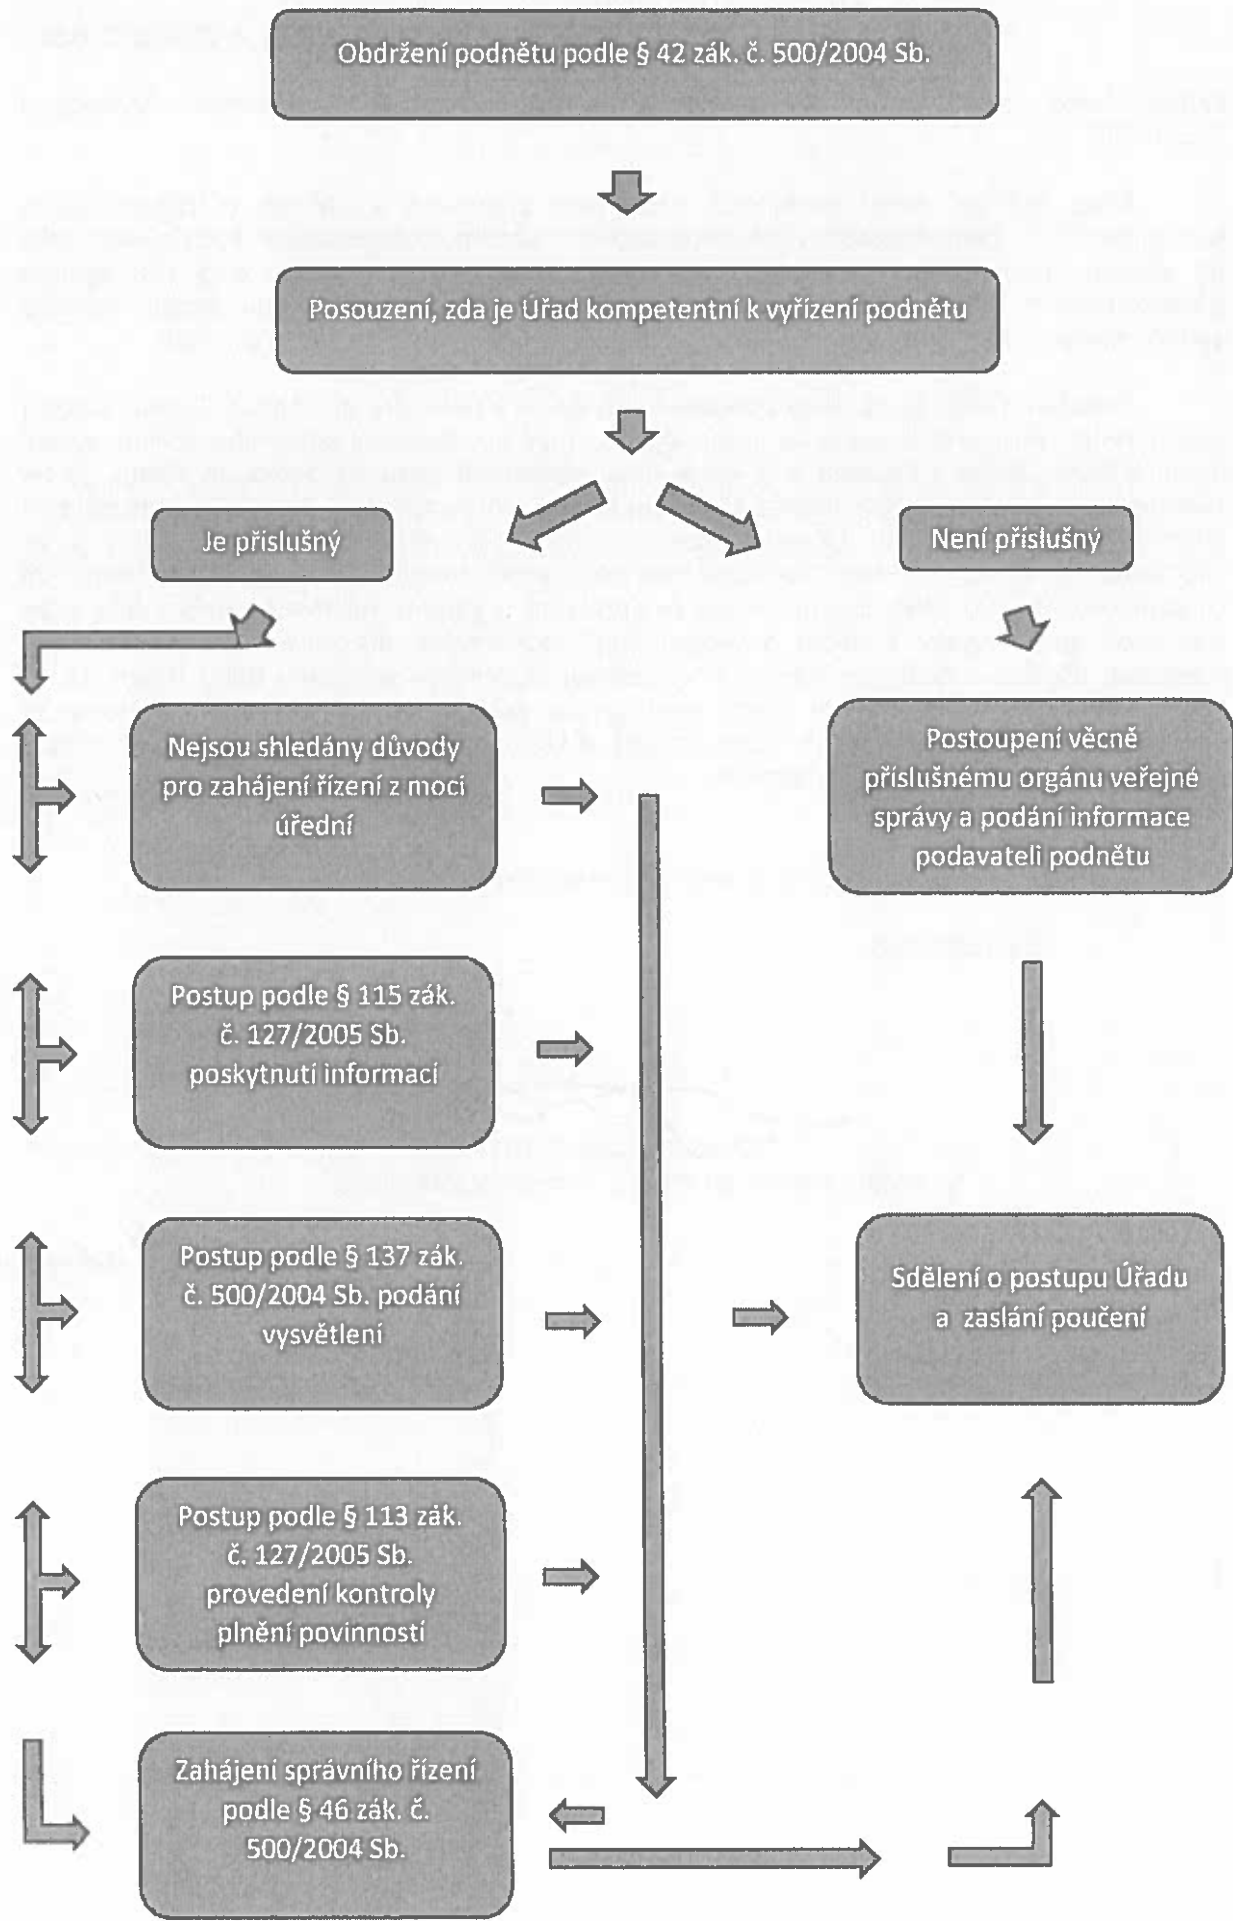 Obdržení podnětu podle § 42 zák. č. 500/2004 Sb.
Posouzení, zda je Úřad kompetentní k vyřízení podnětu
Je příslušný
Není příslušný
Nejsou shledány důvody
pro zahájení řízení z moci
úřední
Postoupení věcně
příslušnému orgánu veřejné
správy a podání informace
podavateli podnětu
Postup podle § 115 zák.
č. 127/2005 Sb.
poskytnutí informací
Postup podle § 137 zák.
č. 500/2004 Sb. podání
vysvětlení
Sdělení o postupu Úřadu
a zaslání poučení
Postup podle § 113 zák.
č. 127/2005 Sb.
provedení kontroly
plnění povinností
Zahájení správního řízení
podle § 46 zák. č.
500/2004 Sb.